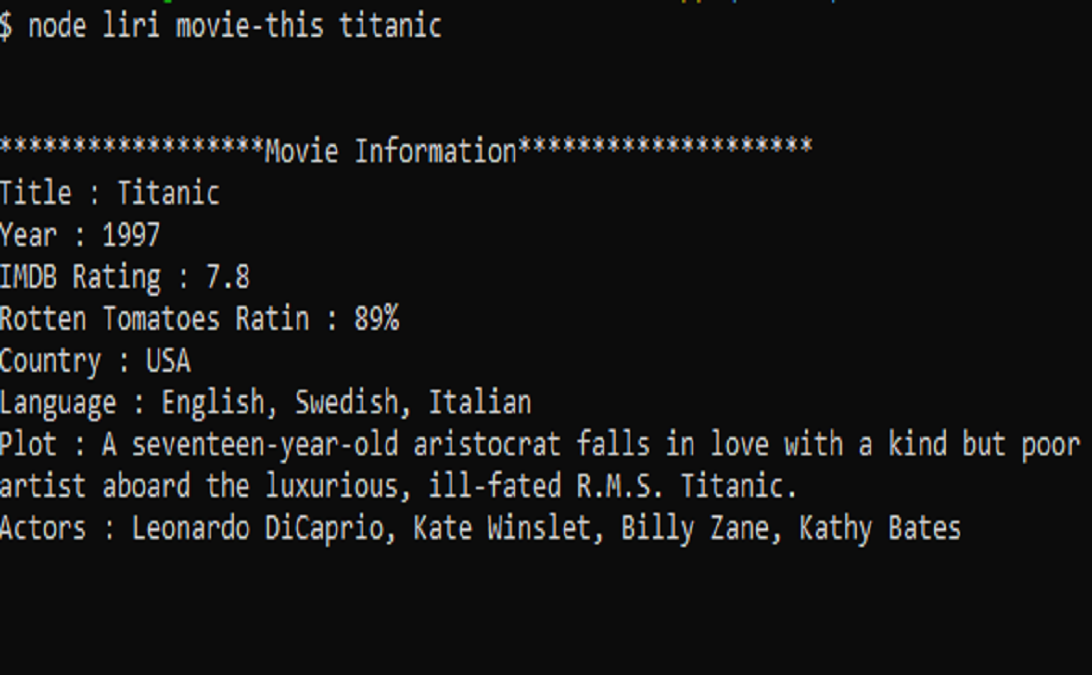 $ node liri movie-this titanic
******************Movie Information********************
Title : Titanic
Year : 1997
IMDB Rating : 7.8
Rotten Tomatoes Ratin : 89%
Country : USA
Language : English, Swedish, Italian
Plot : A seventeen-year-old aristocrat falls in love with a kind but poor
artist aboard the luxurious, ill-fated R.M.S. Titanic.
Actors : Leonardo DiCaprio, Kate Winslet, Billy Zane, Kathy Bates